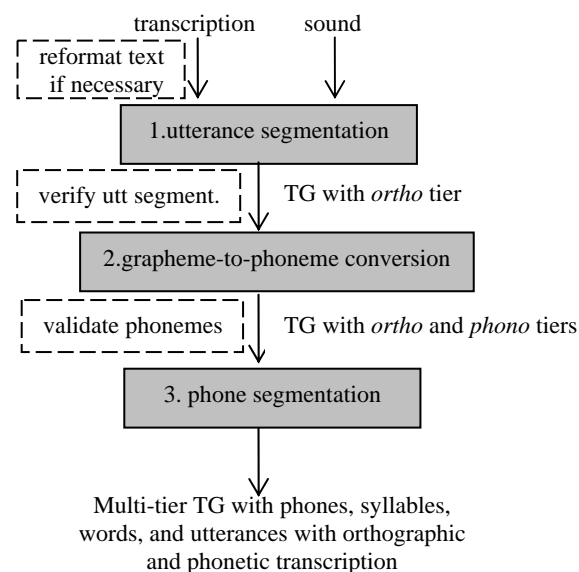 transcription sound
reformat text
if necessary
1.utterance segmentation
verify utt segment.
TG with ortho tier
2.grapheme-to-phoneme conversion
validate phonemes
TG with ortho and phono tiers
3. phone segmentation
Multi-tier TG with phones, syllables,
words, and utterances with orthographic
and phonetic transcription